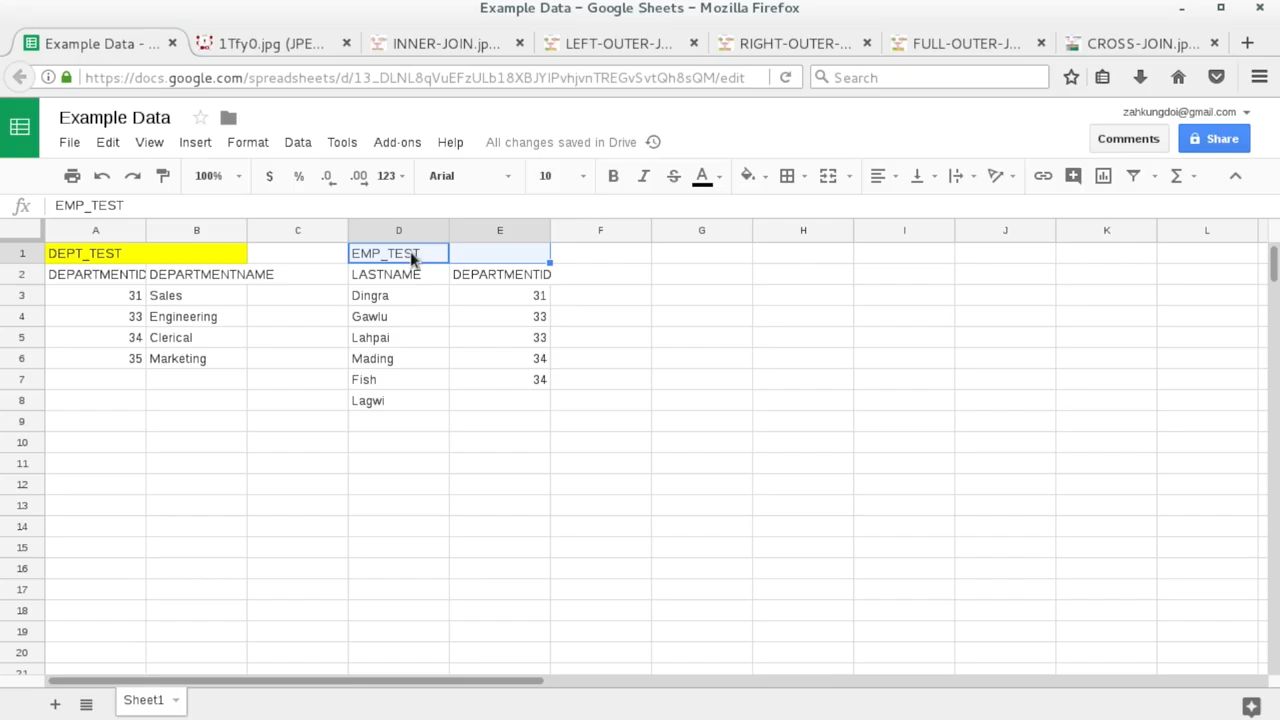 Example Data - Google Sheets - Mozilla Firefox
Example Data - ...
1Tfy0.jpg (JPE...
INNER-JOIN.jp...
LEFT-OUTER-J...
RIGHT-OUTER-...
FULL-OUTER-J...
CROSS-JOIN.jp...
https://docs.google.com/spreadsheets/d/13_DLNL8qVuEFzULb18XBJYIPvhjvnTREGvSvtQh8sQM/edit
Search
Example Data
zahkungdoi@gmail.com
File Edit View Insert Format Data Tools Add-ons Help All changes saved in Drive
Comments
Share
100% $ % .0 .00 123 Arial 10 B I S A
fx EMP_TEST
A B C D E F G H I J K L
1 DEPT_TEST EMP_TEST
2 DEPARTMENTID DEPARTMENTNAME LASTNAME DEPARTMENTID
3 31 Sales Dingra 31
4 33 Engineering Gawlu 33
5 34 Clerical Lahpai 33
6 35 Marketing Mading 34
7 Fish 34
8 Lagwi
9
10
11
12
13
14
15
16
17
18
19
20
21
Sheet1